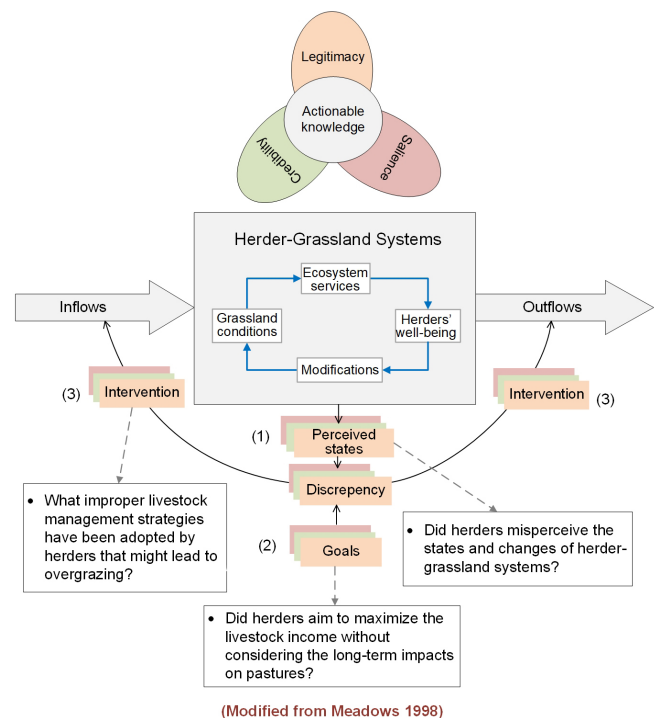 Legitimacy
Actionable
knowledge
Credibility
Salience
Herder-Grassland Systems
Ecosystem
services
Inflows
Outflows
Grassland
conditions
Herders'
well-being
Modifications
(3)
Intervention
Intervention
(3)
(1)
Perceived
states
Discrepency
(2)
Goals
• What improper livestock
management strategies
have been adopted by
herders that might lead to
overgrazing?
• Did herders misperceive the
states and changes of herder-
grassland systems?
• Did herders aim to maximize the
livestock income without
considering the long-term impacts
on pastures?
(Modified from Meadows 1998)